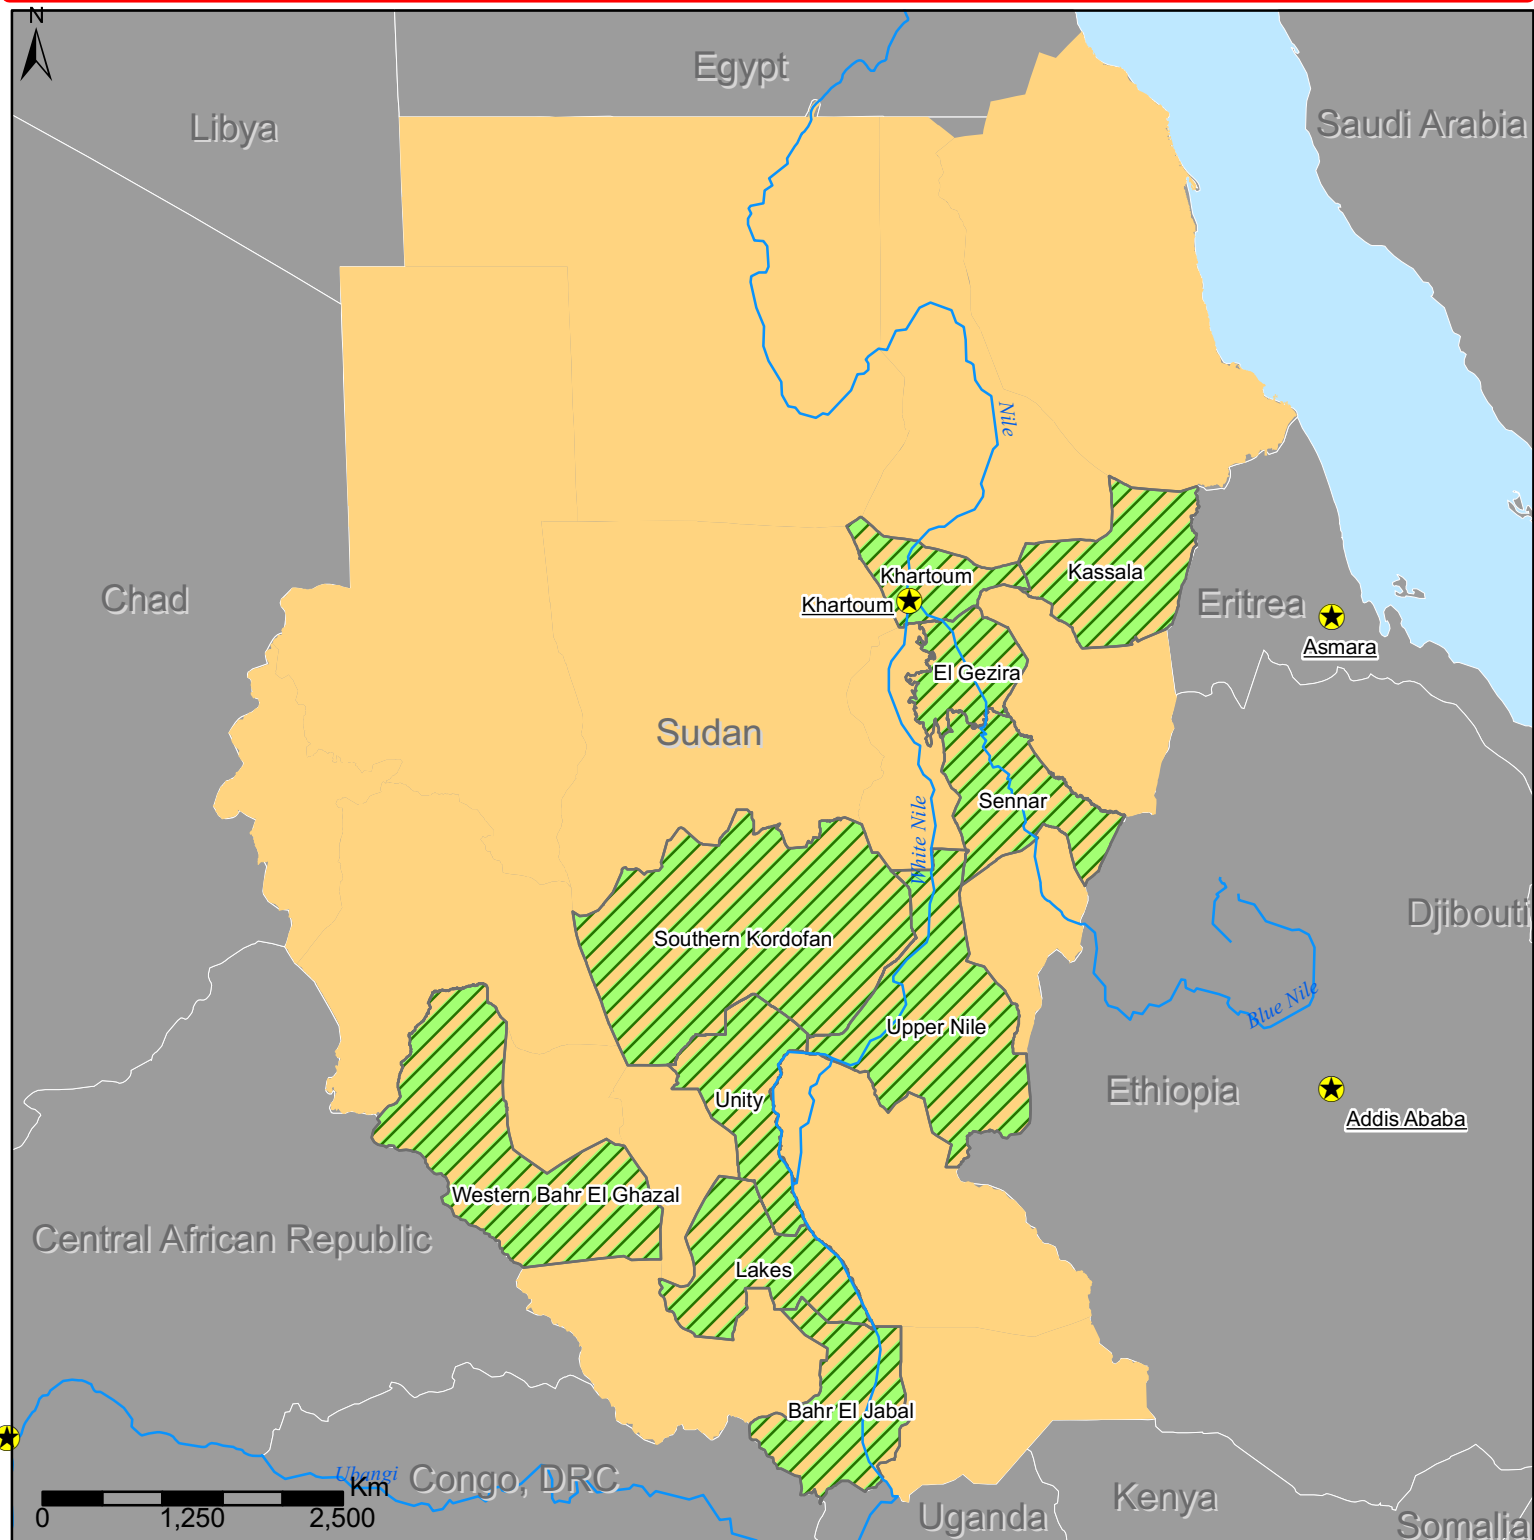 N
Egypt
Saudi Arabia
Libya
Nile
Khartoum
Kassala
Chad
Khartoum
Eritrea
Asmara
El Gezira
Sudan
Sennar
White Nile
Djibouti
Southern Kordofan
Blue Nile
Upper Nile
Ethiopia
Unity
Addis Ababa
Western Bahr El Ghazal
Central African Republic
Lakes
Bahr El Jabal
Ubangi
Congo, DRC
Km
Kenya
0 1,250 2,500
Uganda
Somalia